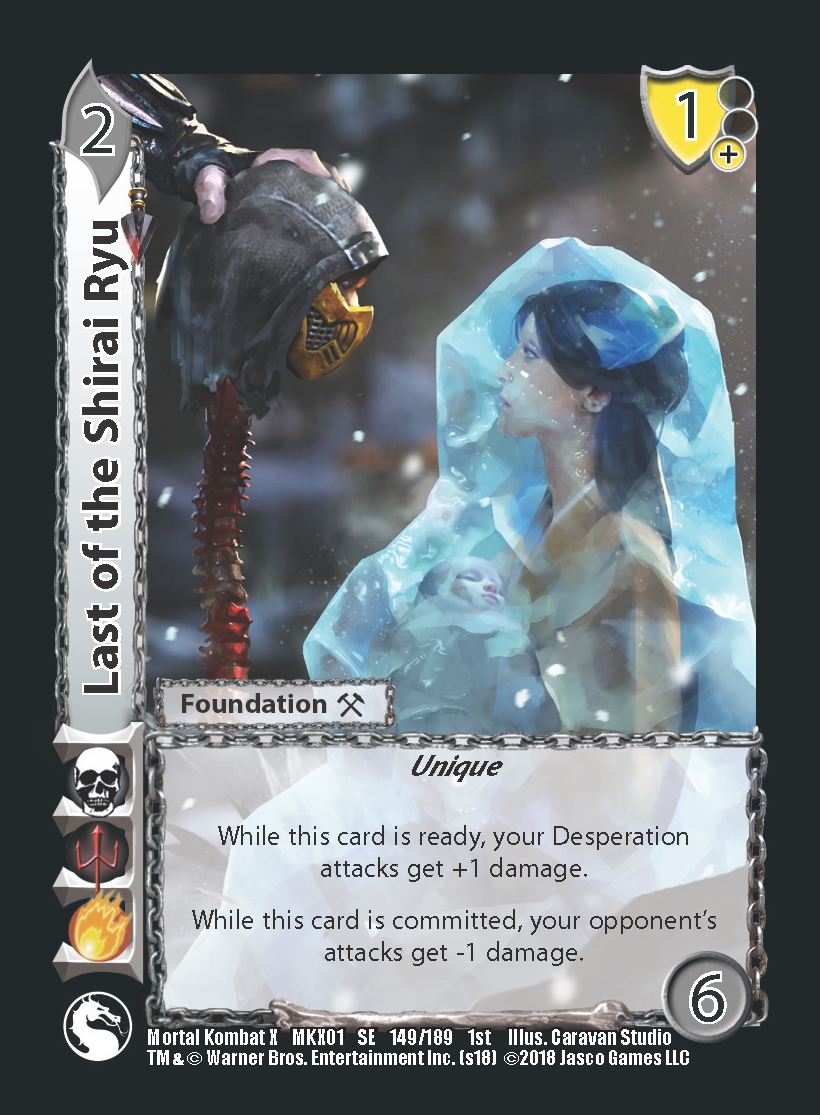 2
1
+
Last of the Shirai Ryu
Foundation
Unique
While this card is ready, your Desperation
attacks get +1 damage.
While this card is committed, your opponent's
attacks get -1 damage.
6
Mortal Kombat X MKX01 SE 149/189 1st Illus. Caravan Studio
TM & © Warner Bros. Entertainment Inc. (s18) ©2018 Jasco Games LLC